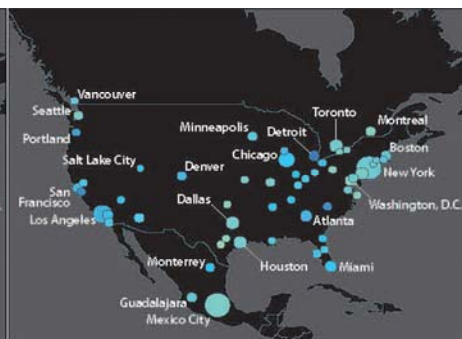 Vancouver
Seattle
Portland
Toronto
Montreal
Minneapolis
Detroit
Boston
Salt Lake City
Denver
Chicago
New York
San
Francisco
Dallas
Washington, D.C.
Los Angeles
Atlanta
Monterrey
Houston
Miami
Guadalajara
Mexico City